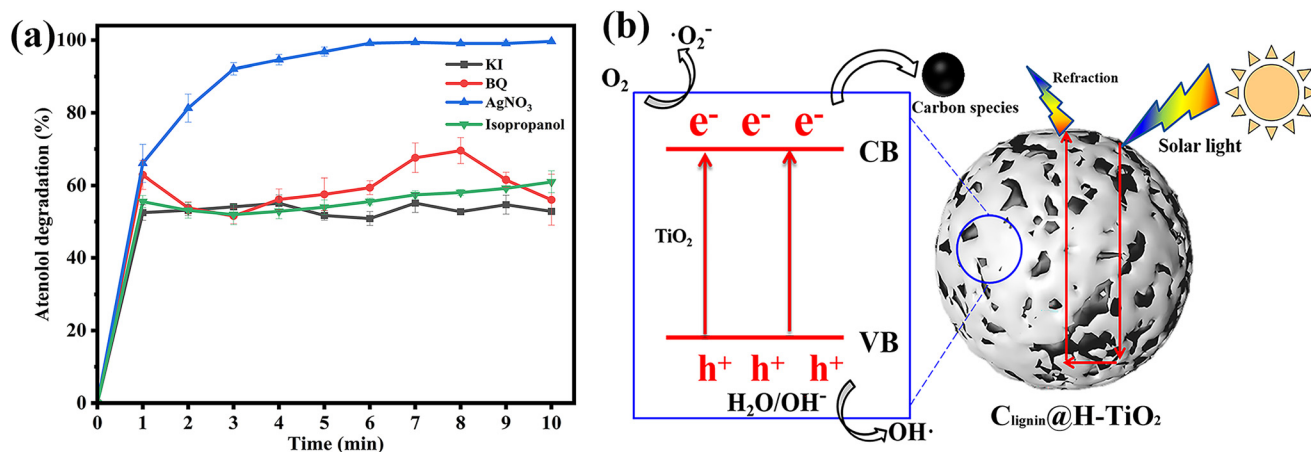 (a)
100
80
60
40
20
0
Atenolol degradation (%)
KI
BQ
AgNO₃
Isopropanol
0 1 2 3 4 5 6 7 8 9 10
Time (min)
(b)
·O₂⁻
O₂
e⁻ e⁻ e⁻
CB
TiO₂
VB
h⁺ h⁺ h⁺
H₂O/OH⁻
OH·
Carbon species
Refraction
Solar light
Clignin@H-TiO₂